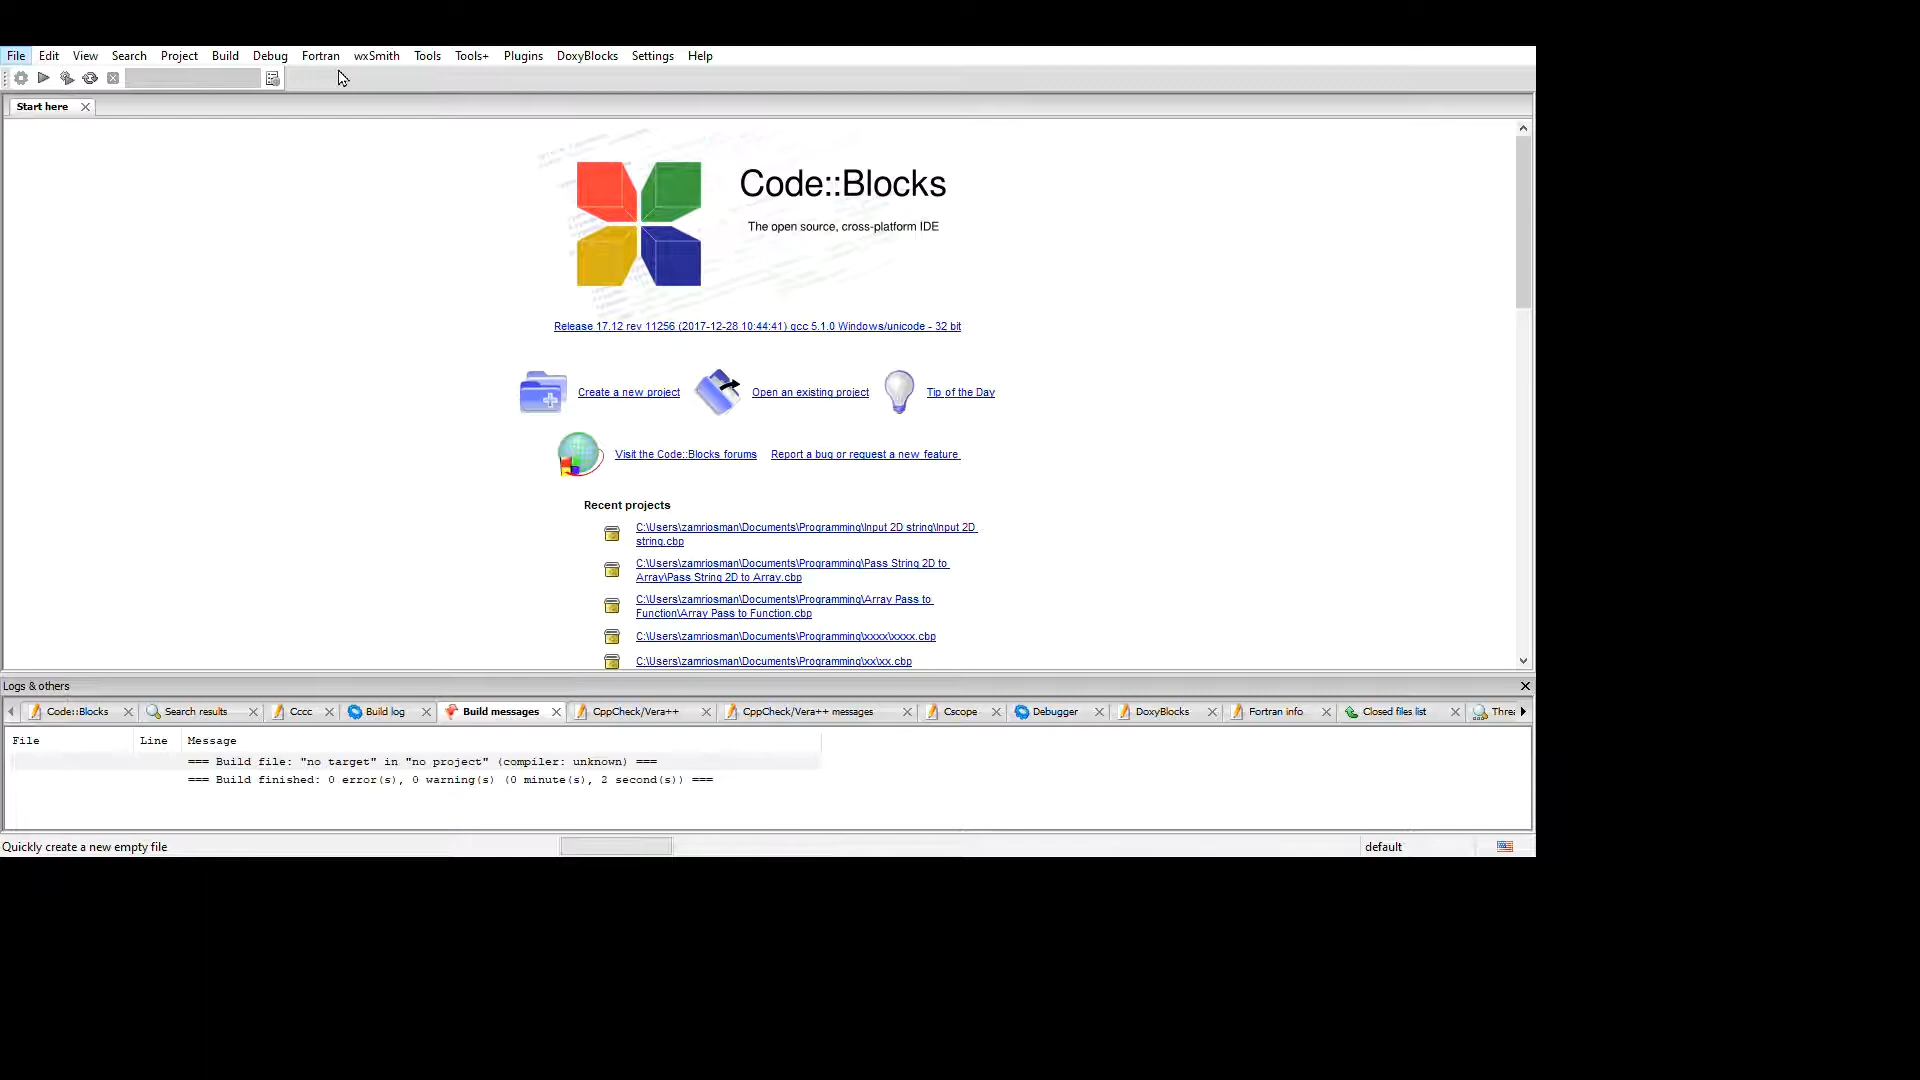 File Edit View Search Project Build Debug Fortran wxSmith Tools Tools+ Plugins DoxyBlocks Settings Help
Start here
Code::Blocks
The open source, cross-platform IDE
Release 17.12 rev 11256 (2017-12-28 10:44:41) gcc 5.1.0 Windows/unicode - 32 bit
Create a new project Open an existing project Tip of the Day
Visit the Code::Blocks forums Report a bug or request a new feature
Recent projects
C:\Users\zamriosman\Documents\Programming\Input 2D string\Input 2D
string.cbp
C:\Users\zamriosman\Documents\Programming\Pass String 2D to
Array\Pass String 2D to Array.cbp
C:\Users\zamriosman\Documents\Programming\Array Pass to
Function\Array Pass to Function.cbp
C:\Users\zamriosman\Documents\Programming\xxxx\xxxx.cbp
C:\Users\zamriosman\Documents\Programming\xx\xx.cbp
Logs & others
Code::Blocks Search results Cccc Build log Build messages CppCheck/Vera++ CppCheck/Vera++ messages Cscope Debugger DoxyBlocks Fortran info Closed files list Threa
File Line Message
=== Build file: "no target" in "no project" (compiler: unknown) ===
=== Build finished: 0 error(s), 0 warning(s) (0 minute(s), 2 second(s)) ===
Quickly create a new empty file default